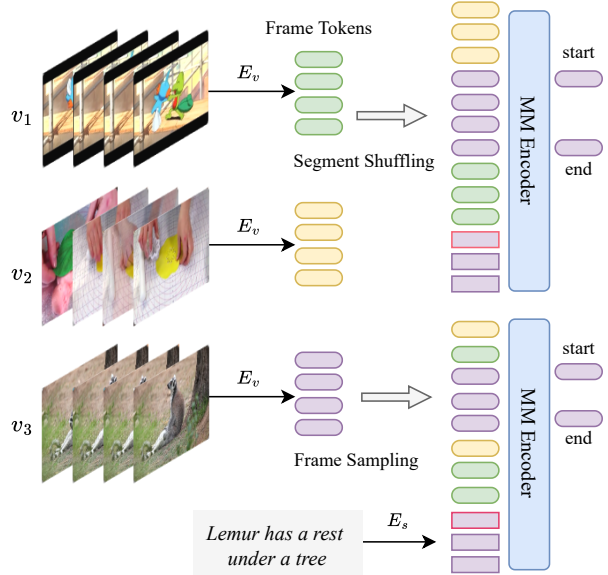 Frame Tokens
v1
Ev
Segment Shuffling
MM Encoder
start
end
v2
Ev
v3
Ev
Frame Sampling
MM Encoder
start
end
Lemur has a rest
under a tree
Es